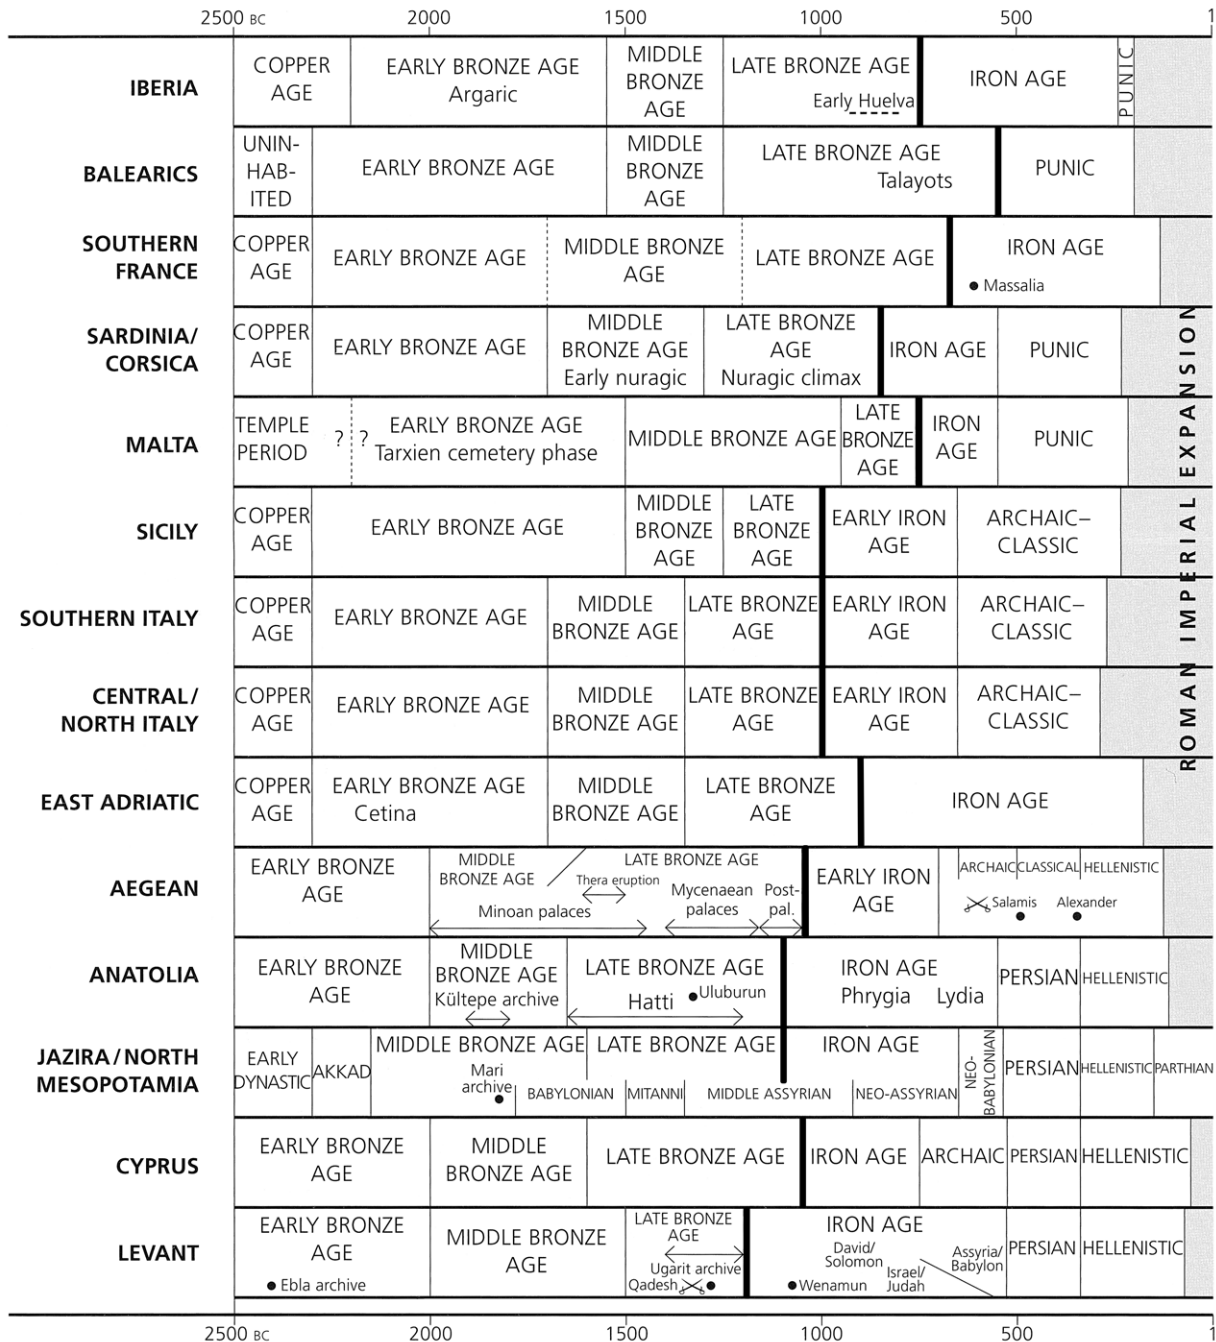 2500 BC 2000 1500 1000 500 1
IBERIA
COPPER
AGE
EARLY BRONZE AGE
Argaric
MIDDLE
BRONZE
AGE
LATE BRONZE AGE
Early Huelva
IRON AGE
PUNIC
BALEARICS
UNIN-
HAB-
ITED
EARLY BRONZE AGE
MIDDLE
BRONZE
AGE
LATE BRONZE AGE
Talayots
PUNIC
SOUTHERN
FRANCE
COPPER
AGE
EARLY BRONZE AGE
MIDDLE BRONZE
AGE
LATE BRONZE AGE
IRON AGE
Massalia
SARDINIA/
CORSICA
COPPER
AGE
EARLY BRONZE AGE
MIDDLE
BRONZE AGE
Early nuragic
LATE BRONZE
AGE
Nuragic climax
IRON AGE
PUNIC
MALTA
TEMPLE
PERIOD ?
? EARLY BRONZE AGE
Tarxien cemetery phase
MIDDLE BRONZE AGE
LATE
BRONZE
AGE
IRON
AGE
PUNIC
SICILY
COPPER
AGE
EARLY BRONZE AGE
MIDDLE
BRONZE
AGE
LATE
BRONZE
AGE
EARLY IRON
AGE
ARCHAIC–
CLASSIC
SOUTHERN ITALY
COPPER
AGE
EARLY BRONZE AGE
MIDDLE
BRONZE AGE
LATE BRONZE
AGE
EARLY IRON
AGE
ARCHAIC–
CLASSIC
CENTRAL/
NORTH ITALY
COPPER
AGE
EARLY BRONZE AGE
MIDDLE
BRONZE AGE
LATE BRONZE
AGE
EARLY IRON
AGE
ARCHAIC–
CLASSIC
ROMAN IMPERIAL EXPANSION
EAST ADRIATIC
COPPER
AGE
EARLY BRONZE AGE
Cetina
MIDDLE
BRONZE AGE
LATE BRONZE
AGE
IRON AGE
AEGEAN
EARLY BRONZE
AGE
MIDDLE
BRONZE AGE
LATE BRONZE AGE
Thera eruption
Minoan palaces
Mycenaean
palaces
Post-
pal.
EARLY IRON
AGE
ARCHAIC
CLASSICAL
HELLENISTIC
Salamis
Alexander
ANATOLIA
EARLY BRONZE
AGE
MIDDLE
BRONZE AGE
Kültepe archive
LATE BRONZE AGE
Hatti
Uluburun
IRON AGE
Phrygia Lydia
PERSIAN
HELLENISTIC
JAZIRA/NORTH
MESOPOTAMIA
EARLY
DYNASTIC
AKKAD
MIDDLE BRONZE AGE
Mari
archive
BABYLONIAN
LATE BRONZE AGE
MITANNI
MIDDLE ASSYRIAN
IRON AGE
NEO-ASSYRIAN
NEO-
BABYLONIAN
PERSIAN
HELLENISTIC
PARTHIAN
CYPRUS
EARLY BRONZE
AGE
MIDDLE
BRONZE AGE
LATE BRONZE AGE
IRON AGE
ARCHAIC
PERSIAN
HELLENISTIC
LEVANT
EARLY BRONZE
AGE
Ebla archive
MIDDLE BRONZE
AGE
LATE BRONZE
AGE
Ugarit archive
Qadesh
IRON AGE
David/
Solomon
Wenamun
Israel/
Judah
Assyria/
Babylon
PERSIAN
HELLENISTIC
2500 BC 2000 1500 1000 500 1